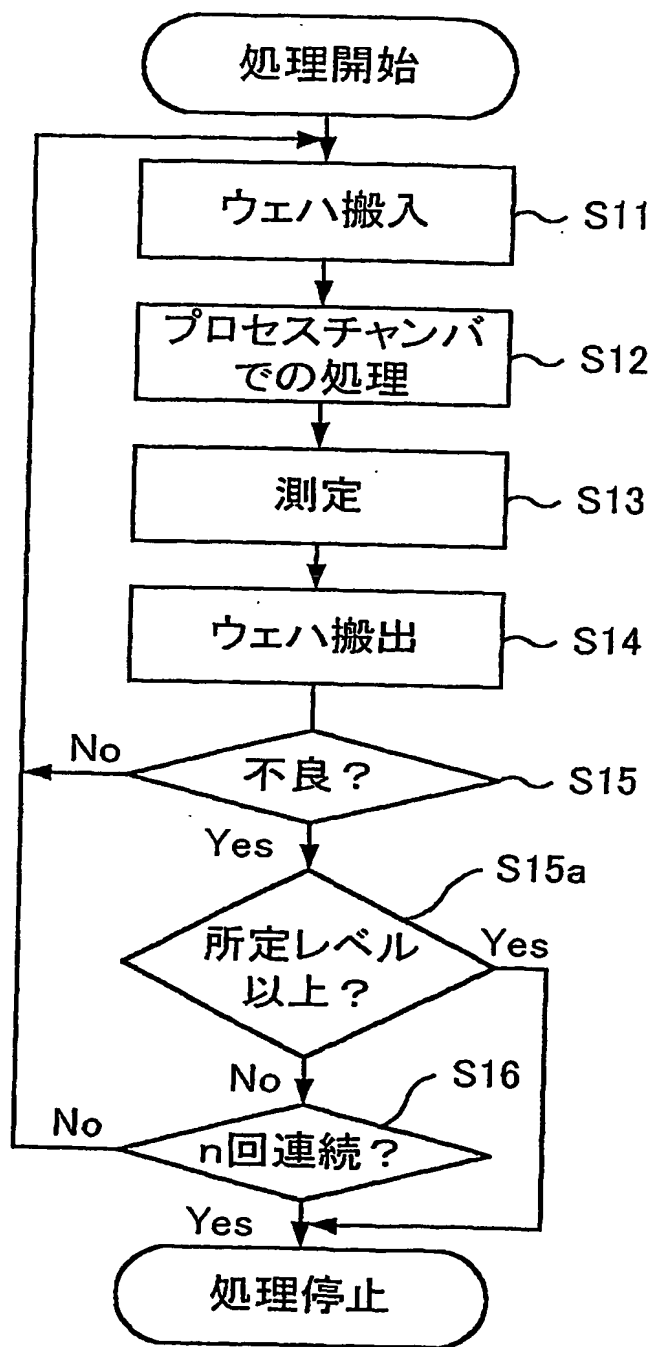 処理開始
ウェハ搬入
S11
プロセスチャンバ
での処理
S12
測定
S13
ウェハ搬出
S14
No
不良？
S15
Yes
S15a
所定レベル
以上？
Yes
No
S16
No
n回連続？
Yes
処理停止